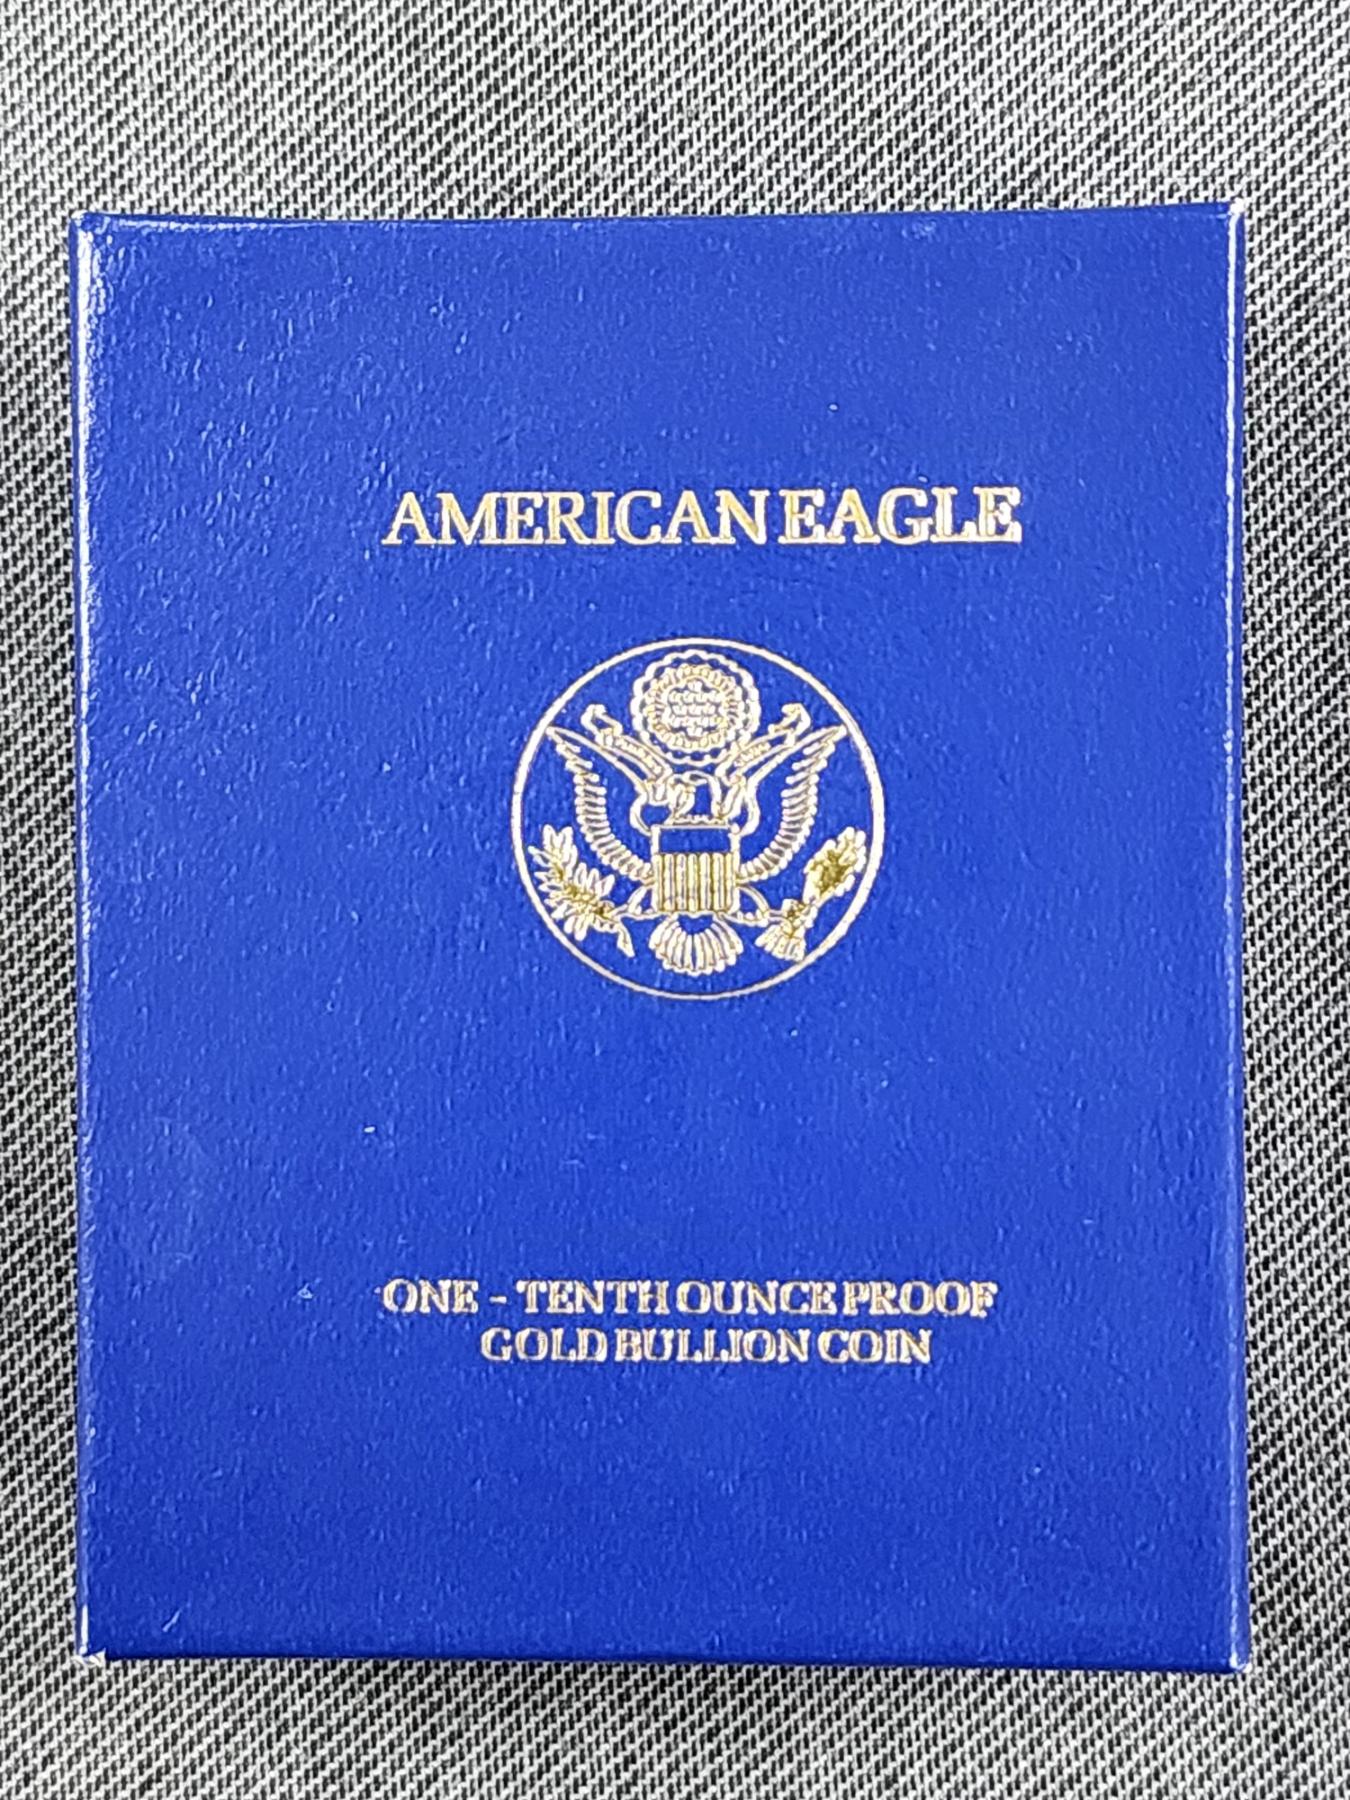 AMERICAN EAGLE
ONE - TENTH OUNCE PROOF
GOLD BULLION COIN